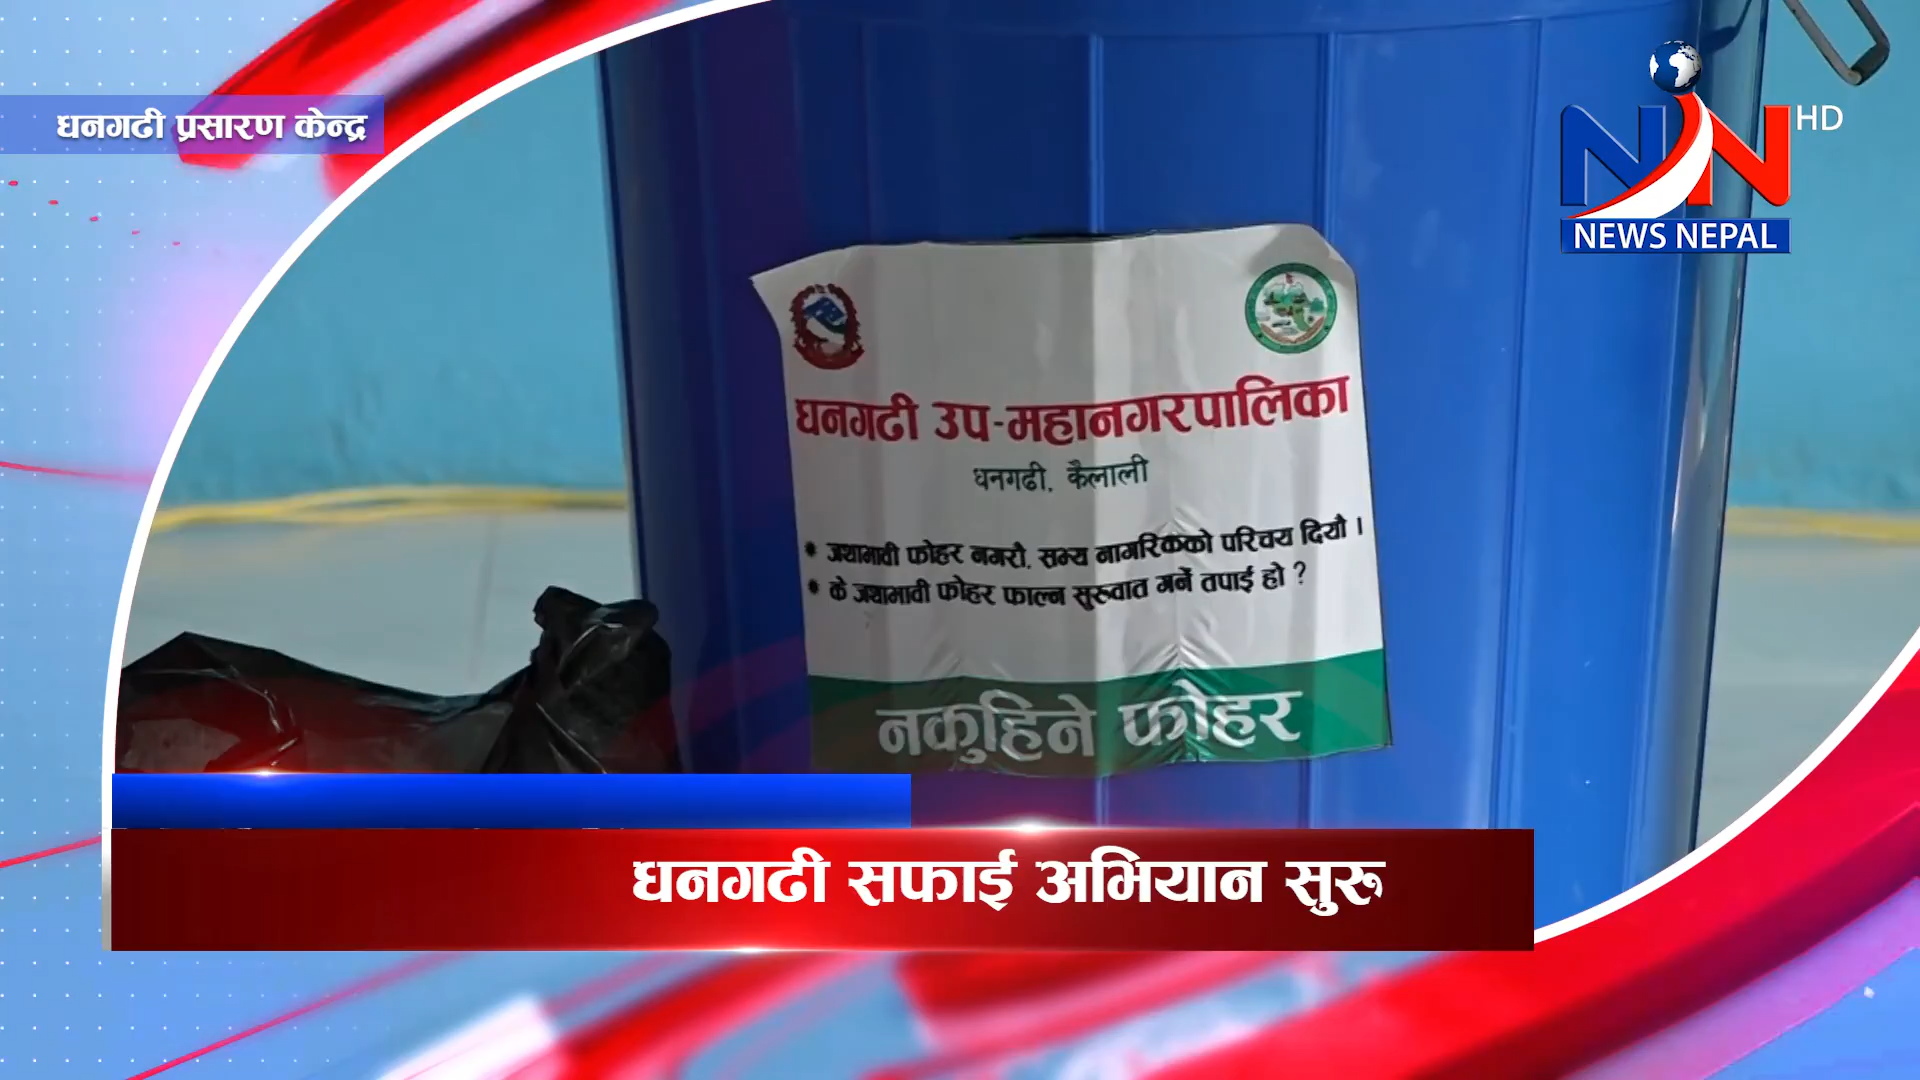 धनगढी प्रसारण केन्द्र
HD
NN
NEWS NEPAL
धनगढी उप-महानगरपालिका
धनगढी, कैलाली
* जथाभावी फोहर नगरौ, सभ्य नागरिकको परिचय दियौ ।
* के जथाभावी फोहर फाल्न सुरुवात गर्ने तपाई हो ?
नकुहिने फोहर
धनगढी सफाई अभियान सुरु